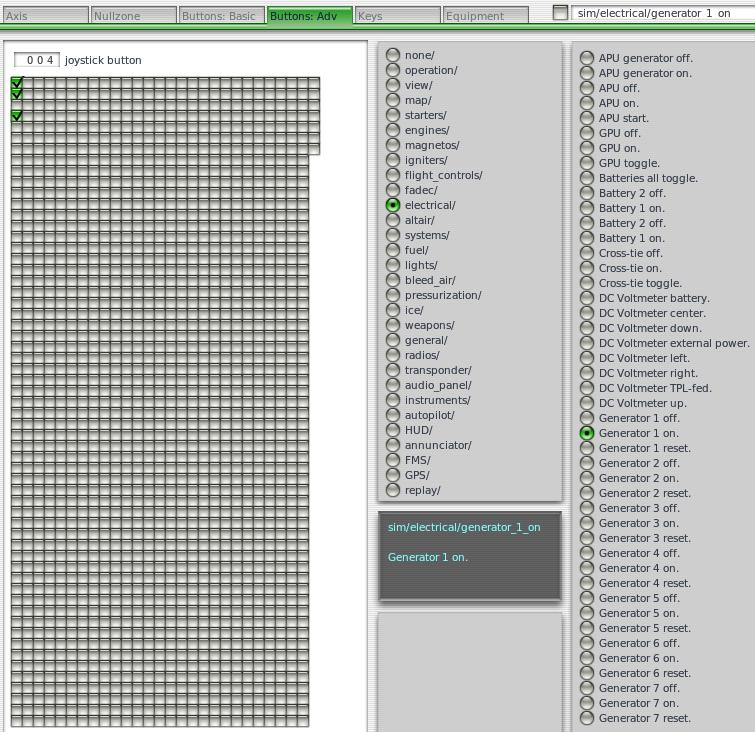 Axis
Nullzone
Buttons: Basic
Buttons: Adv
Keys
Equipment
sim/electrical/generator 1 on
0 0 4 joystick button
none/
operation/
view/
map/
starters/
engines/
magnetos/
igniters/
flight_controls/
fadec/
electrical/
altair/
systems/
fuel/
lights/
bleed_air/
pressurization/
ice/
weapons/
general/
radios/
transponder/
audio_panel/
instruments/
autopilot/
HUD/
annunciator/
FMS/
GPS/
replay/
sim/electrical/generator_1_on
Generator 1 on.
APU generator off.
APU generator on.
APU off.
APU on.
APU start.
GPU off.
GPU on.
GPU toggle.
Batteries all toggle.
Battery 2 off.
Battery 1 on.
Battery 2 off.
Battery 1 on.
Cross-tie off.
Cross-tie on.
Cross-tie toggle.
DC Voltmeter battery.
DC Voltmeter center.
DC Voltmeter down.
DC Voltmeter external power.
DC Voltmeter left.
DC Voltmeter right.
DC Voltmeter TPL-fed.
DC Voltmeter up.
Generator 1 off.
Generator 1 on.
Generator 1 reset.
Generator 2 off.
Generator 2 on.
Generator 2 reset.
Generator 3 off.
Generator 3 on.
Generator 3 reset.
Generator 4 off.
Generator 4 on.
Generator 4 reset.
Generator 5 off.
Generator 5 on.
Generator 5 reset.
Generator 6 off.
Generator 6 on.
Generator 6 reset.
Generator 7 off.
Generator 7 on.
Generator 7 reset.